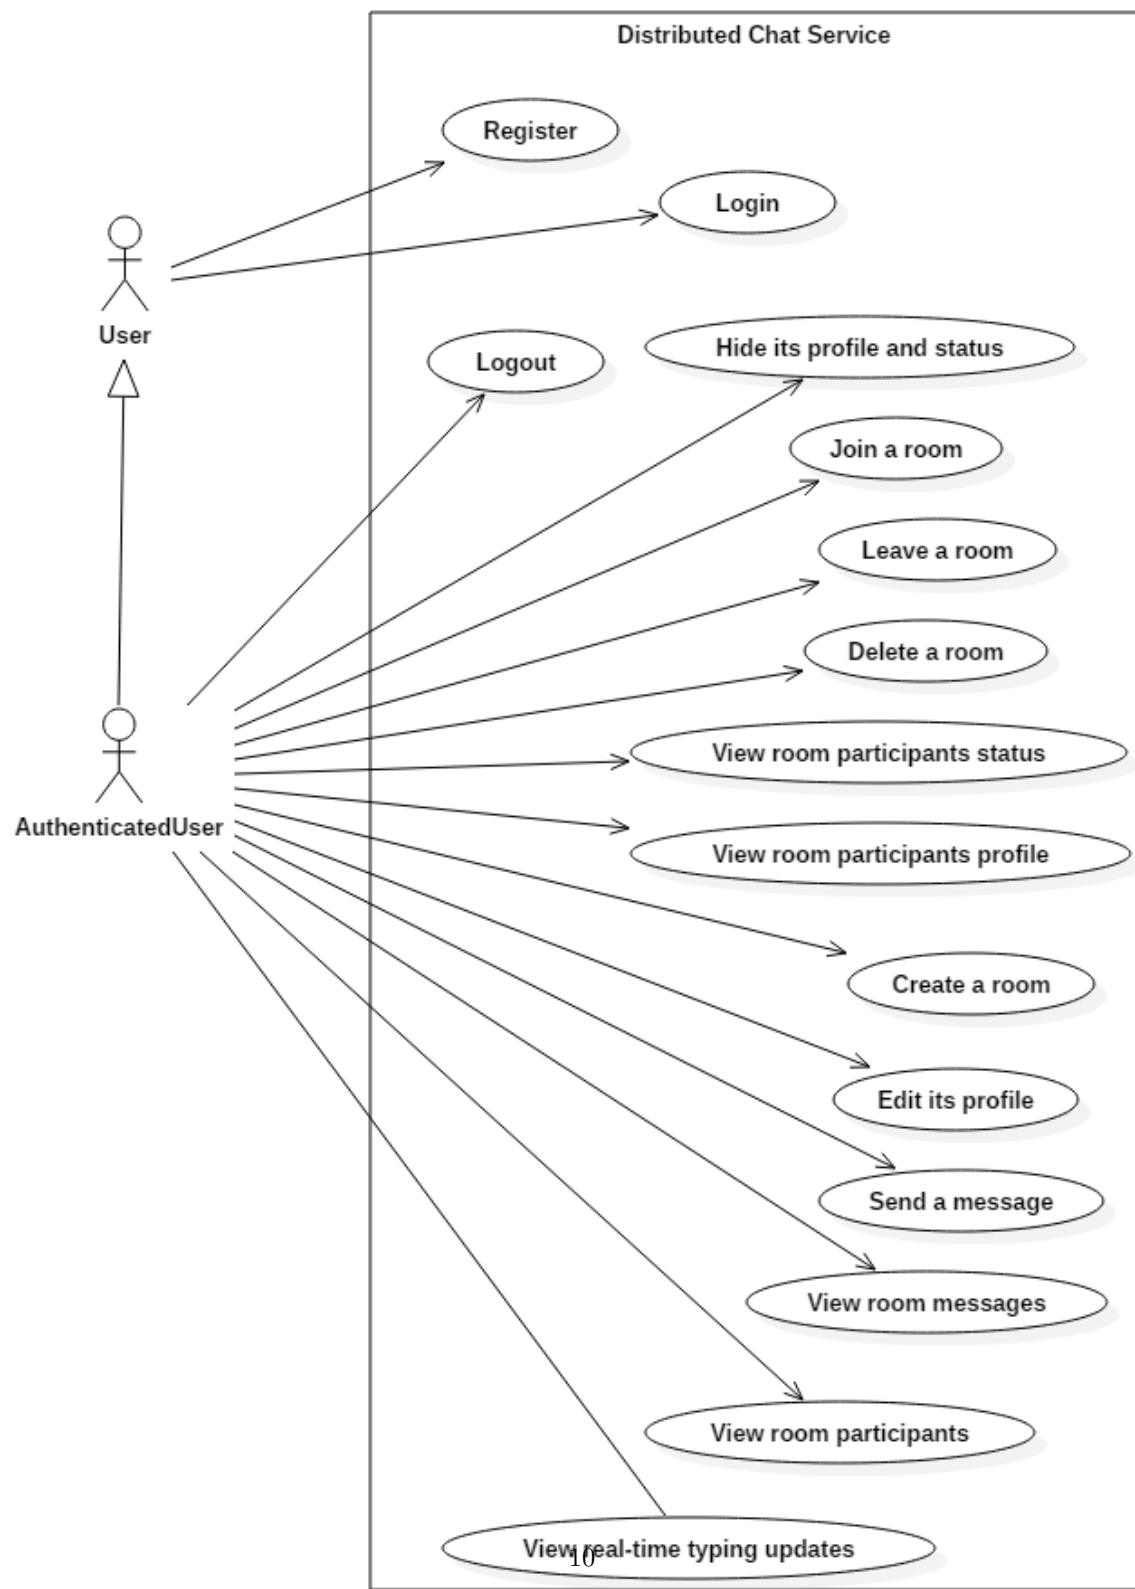 Distributed Chat Service
Register
Login
User
Logout
Hide its profile and status
Join a room
Leave a room
Delete a room
View room participants status
AuthenticatedUser
View room participants profile
Create a room
Edit its profile
Send a message
View room messages
View room participants
View real-time typing updates
10